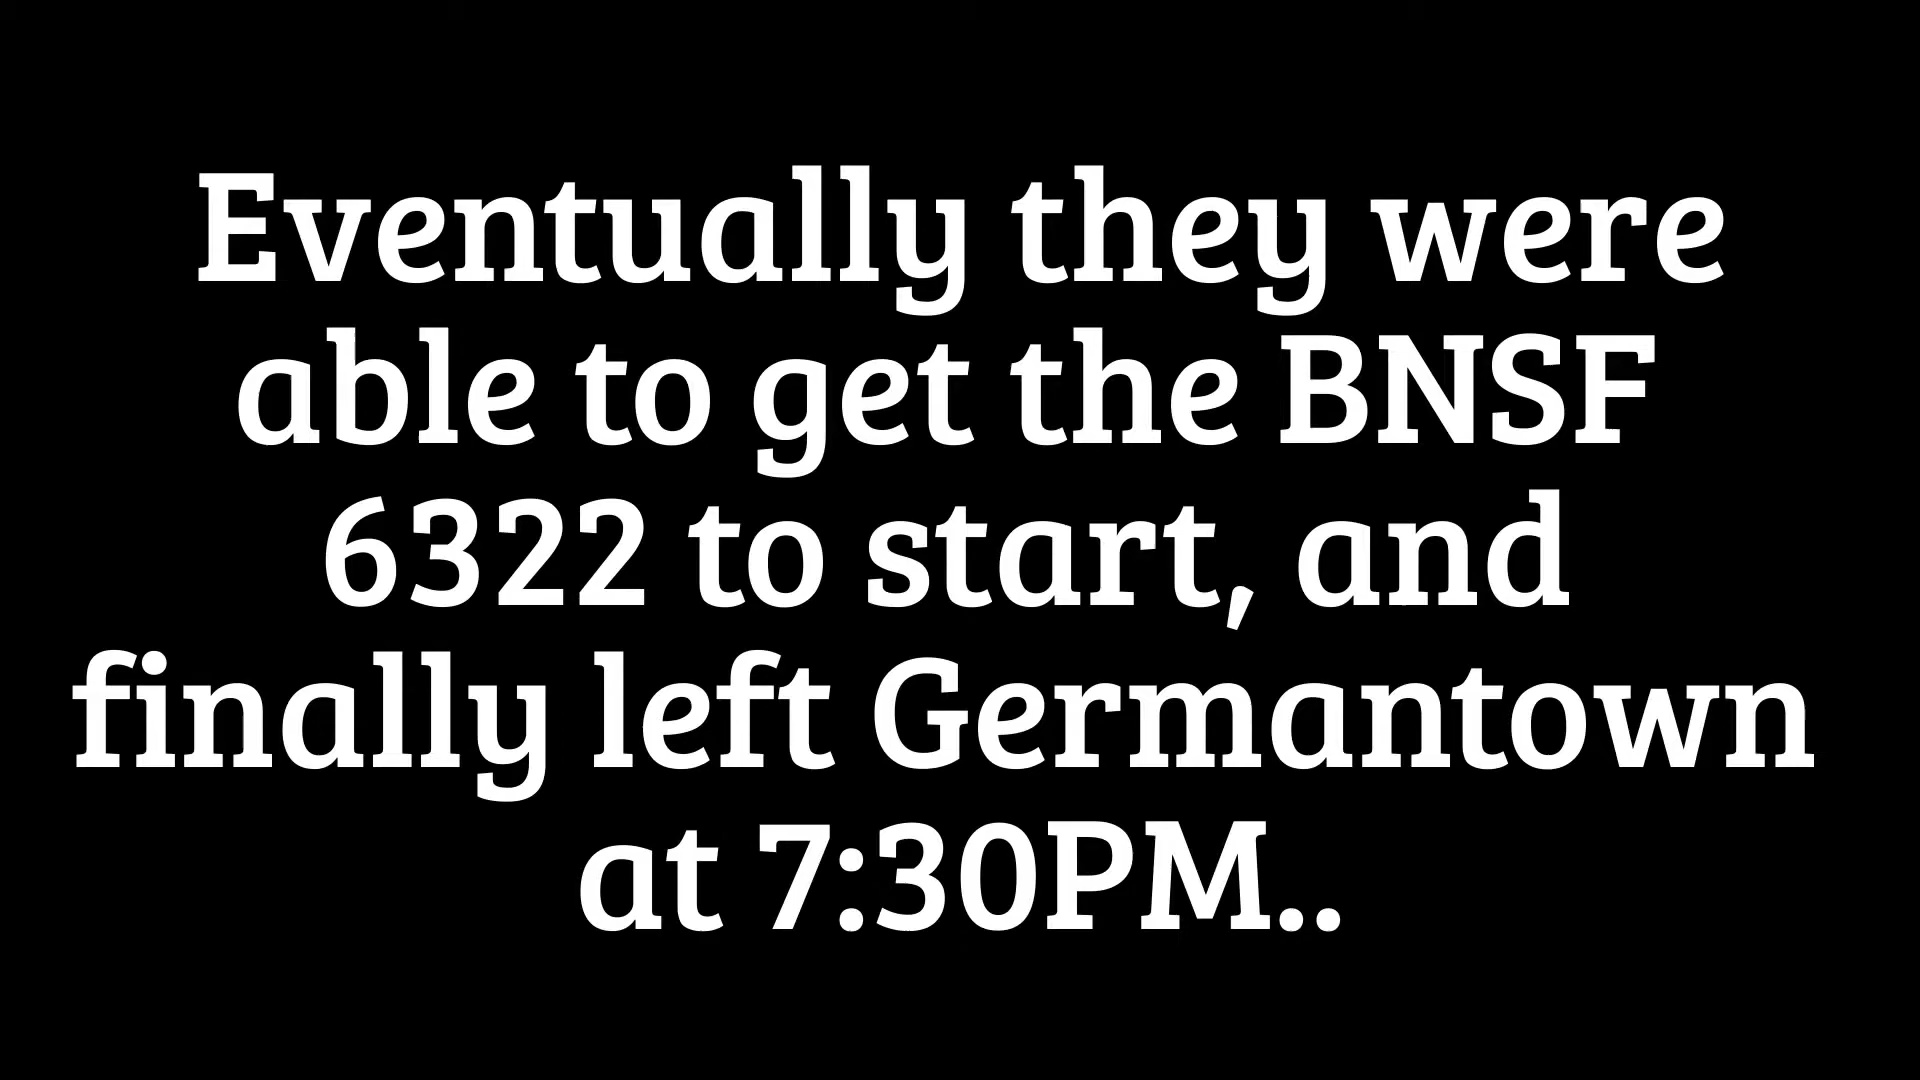 Eventually they were
able to get the BNSF
6322 to start, and
finally left Germantown
at 7:30PM..